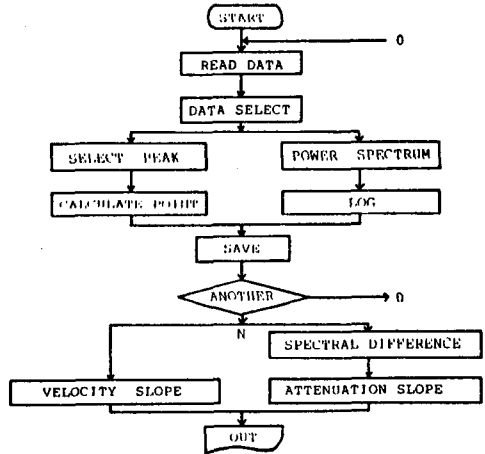 START
0
READ DATA
DATA SELECT
SELECT PEAK
POWER SPECTRUM
CALCULATE POINT
LOG
SAVE
ANOTHER
0
N
SPECTRAL DIFFERENCE
VELOCITY SLOPE
ATTENUATION SLOPE
OUT